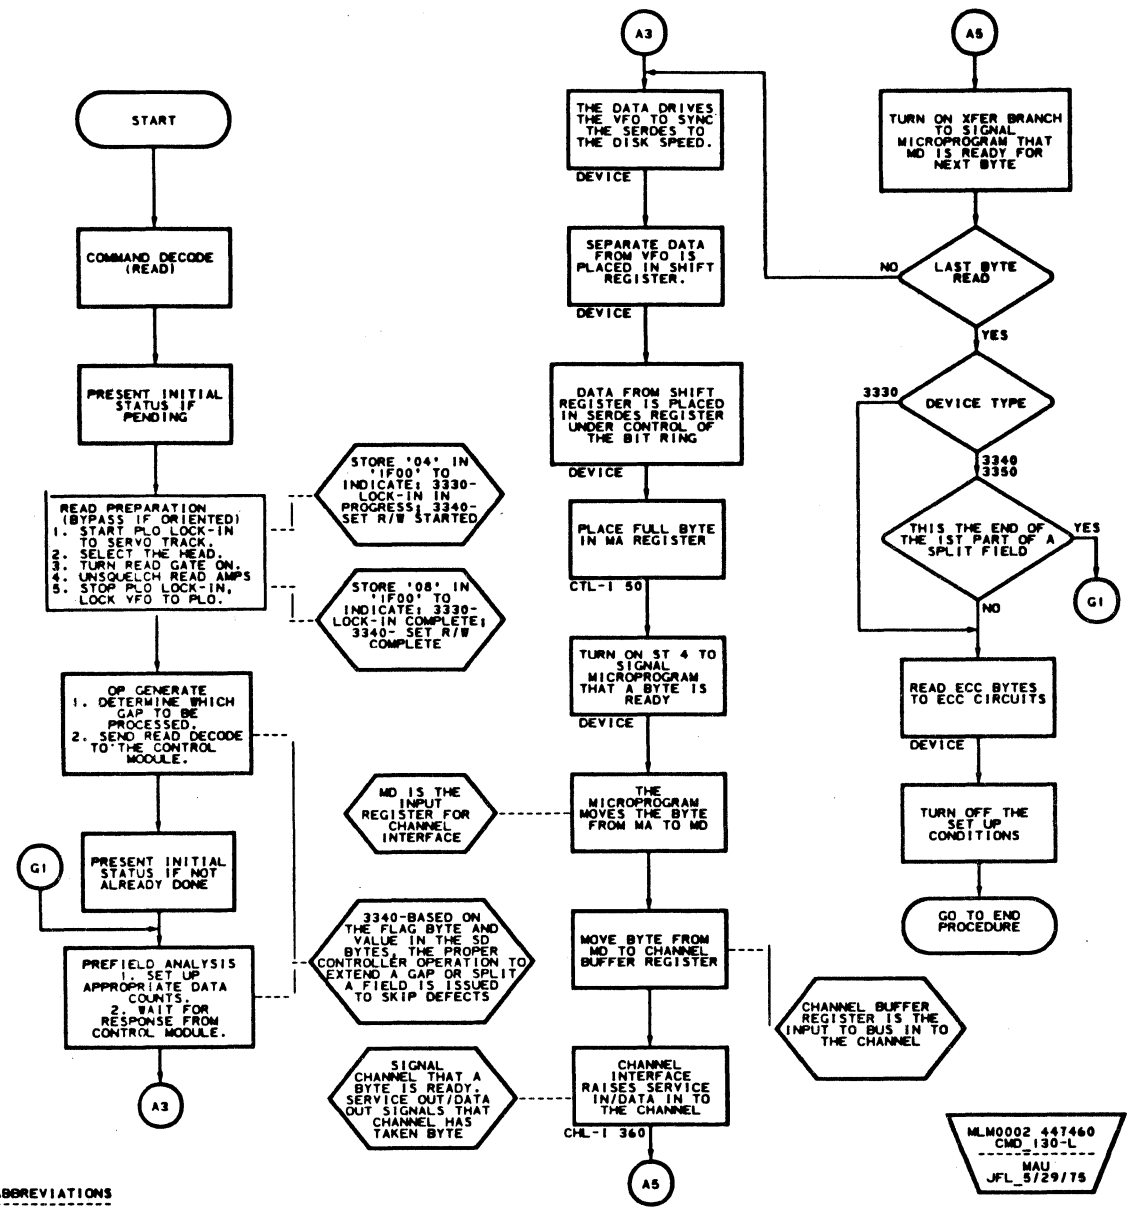 START
COMMAND DECODE
(READ)
PRESENT INITIAL
STATUS IF
PENDING
READ PREPARATION
(BYPASS IF ORIENTED)
1. START PLO LOCK-IN
TO SERVO TRACK.
2. SELECT THE HEAD.
3. TURN READ GATE ON.
4. UNSQUELCH READ AMPS
5. STOP PLO LOCK-IN,
LOCK VFO TO PLO.
STORE '04' IN
'1F00' TO
INDICATE: 3330-
LOCK-IN IN
PROGRESS; 3340-
SET R/W STARTED
STORE '08' IN
'1F00' TO
INDICATE: 3330-
LOCK-IN COMPLETE;
3340- SET R/W
COMPLETE
OP GENERATE
1. DETERMINE WHICH
GAP TO BE
PROCESSED.
2. SEND READ DECODE
TO THE CONTROL
MODULE.
PRESENT INITIAL
STATUS IF NOT
ALREADY DONE
G1
PREFIELD ANALYSIS
1. SET UP
APPROPRIATE DATA
COUNTS.
2. WAIT FOR
RESPONSE FROM
CONTROL MODULE.
3340-BASED ON
THE FLAG BYTE AND
VALUE IN THE SD
BYTES, THE PROPER
CONTROLLER OPERATION TO
EXTEND A GAP OR SPLIT
A FIELD IS ISSUED
TO SKIP DEFECTS
A3
A3
THE DATA DRIVES
THE VFO TO SYNC
THE SERDES TO
THE DISK SPEED.
DEVICE
SEPARATE DATA
FROM VFO IS
PLACED IN SHIFT
REGISTER.
DEVICE
DATA FROM SHIFT
REGISTER IS PLACED
IN SERDES REGISTER
UNDER CONTROL OF
THE BIT RING
DEVICE
PLACE FULL BYTE
IN MA REGISTER
CTL-I 50
TURN ON ST 4 TO
SIGNAL
MICROPROGRAM
THAT A BYTE IS
READY
DEVICE
MD IS THE
INPUT
REGISTER FOR
CHANNEL
INTERFACE
THE
MICROPROGRAM
MOVES THE BYTE
FROM MA TO MD
MOVE BYTE FROM
MD TO CHANNEL
BUFFER REGISTER
CHANNEL BUFFER
REGISTER IS THE
INPUT TO BUS IN TO
THE CHANNEL
SIGNAL
CHANNEL THAT A
BYTE IS READY.
SERVICE OUT/DATA
OUT SIGNALS THAT
CHANNEL HAS
TAKEN BYTE
CHANNEL
INTERFACE
RAISES SERVICE
IN/DATA IN TO
THE CHANNEL
CHL-I 360
A5
A5
TURN ON XFER BRANCH
TO SIGNAL
MICROPROGRAM THAT
MD IS READY FOR
NEXT BYTE
LAST BYTE
READ
NO
YES
DEVICE TYPE
3330
3340
3350
THIS THE END OF
THE 1ST PART OF A
SPLIT FIELD
YES
G1
NO
READ ECC BYTES
TO ECC CIRCUITS
DEVICE
TURN OFF THE
SET UP
CONDITIONS
GO TO END
PROCEDURE
MLM0002 447460
CMD_130-L
MAU
JFL_5/29/75
ABBREVIATIONS